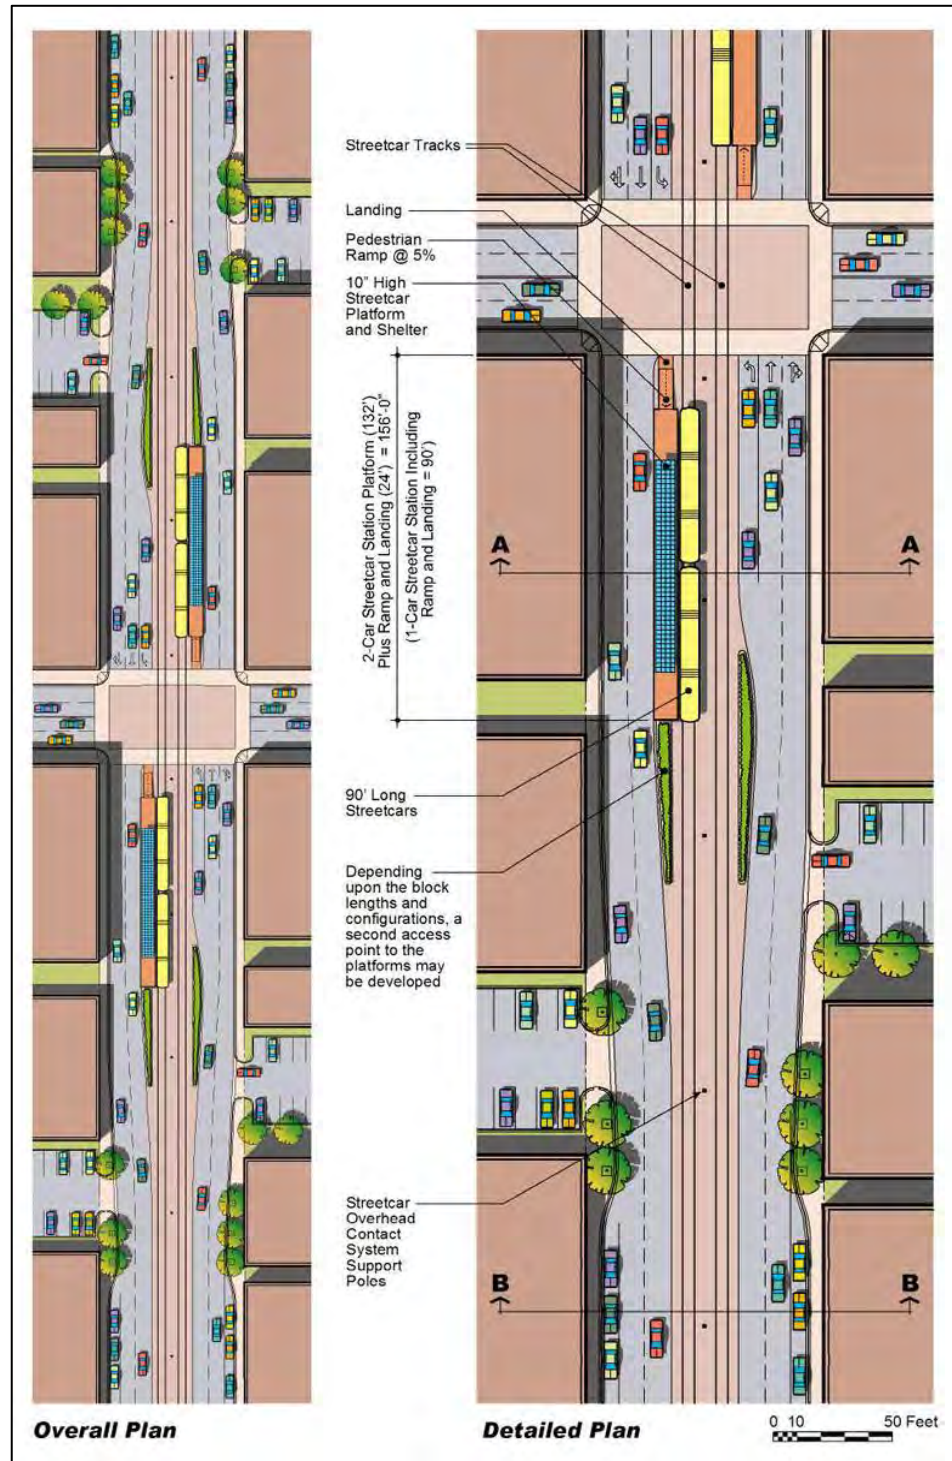 Streetcar Tracks
Landing
Pedestrian
Ramp @ 5%
10" High
Streetcar
Platform
and Shelter
2-Car Streetcar Station Platform (132')
Plus Ramp and Landing (24') = 156'-0"
(1-Car Streetcar Station Including
Ramp and Landing = 90')
A
A
90' Long
Streetcars
Depending
upon the block
lengths and
configurations, a
second access
point to the
platforms may
be developed
Streetcar
Overhead
Contact
System
Support
Poles
B
B
Overall Plan
Detailed Plan
0 10 50 Feet